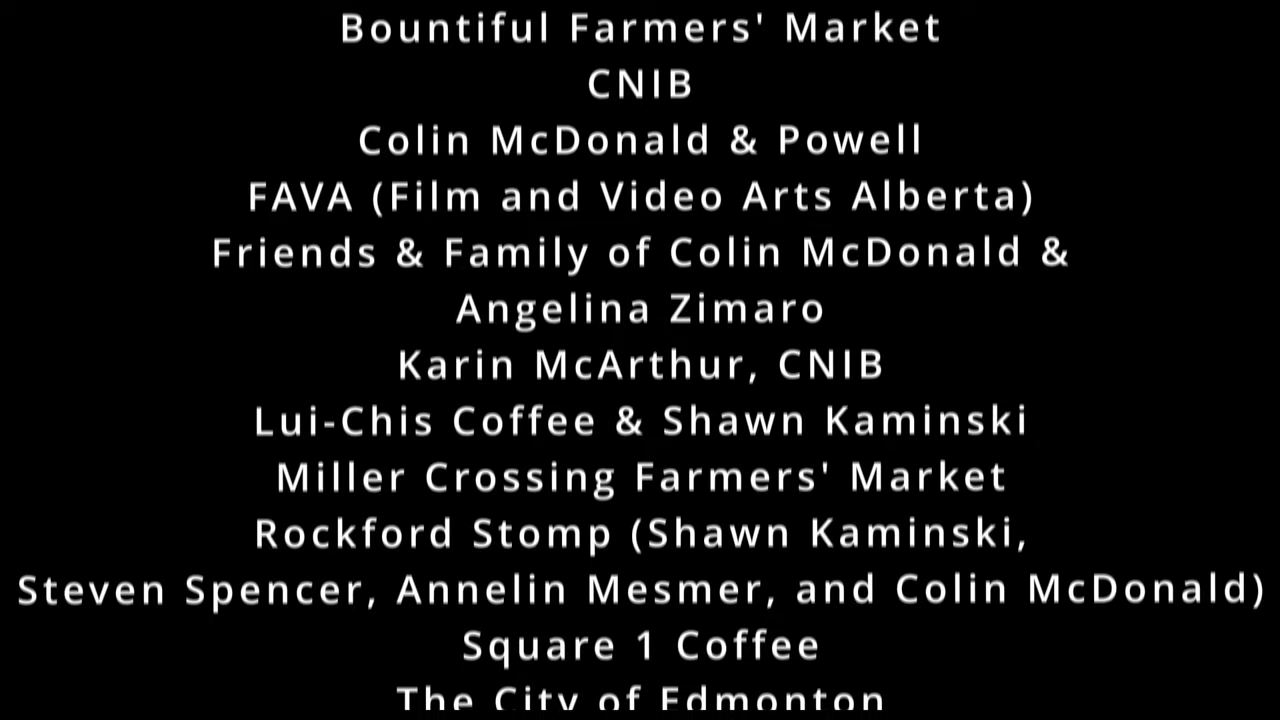 Bountiful Farmers' Market
CNIB
Colin McDonald & Powell
FAVA (Film and Video Arts Alberta)
Friends & Family of Colin McDonald &
Angelina Zimaro
Karin McArthur, CNIB
Lui-Chis Coffee & Shawn Kaminski
Miller Crossing Farmers' Market
Rockford Stomp (Shawn Kaminski,
Steven Spencer, Annelin Mesmer, and Colin McDonald)
Square 1 Coffee
The City of Edmonton